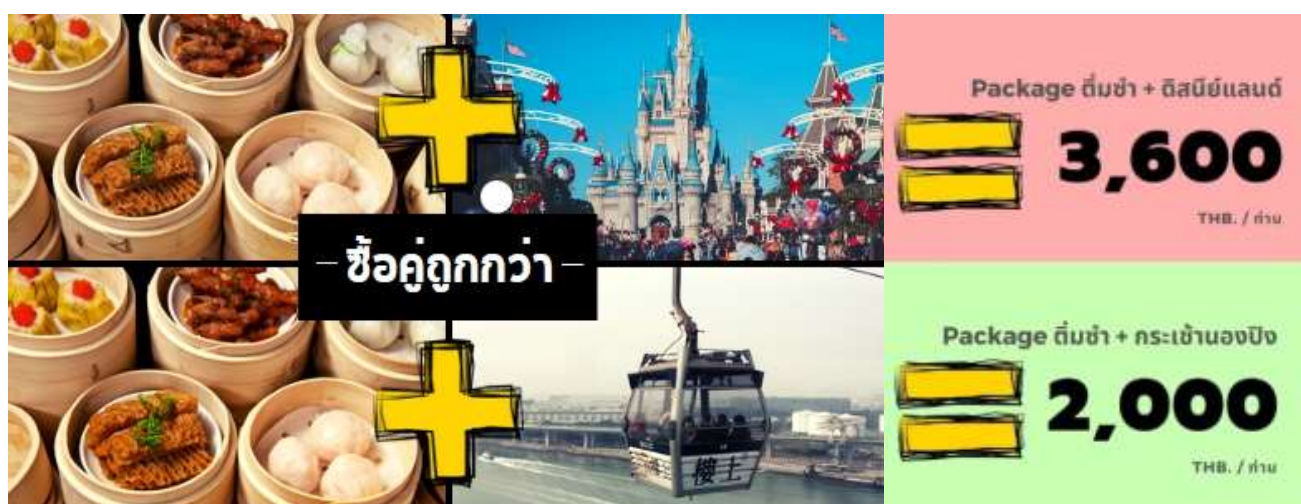 – ซื้อคู่ถูกกว่า –
Package ติ่มซำ + ดิสนีย์แลนด์
3,600
THB. / ท่าน
Package ติ่มซำ + กระเช้านองปิง
2,000
THB. / ท่าน